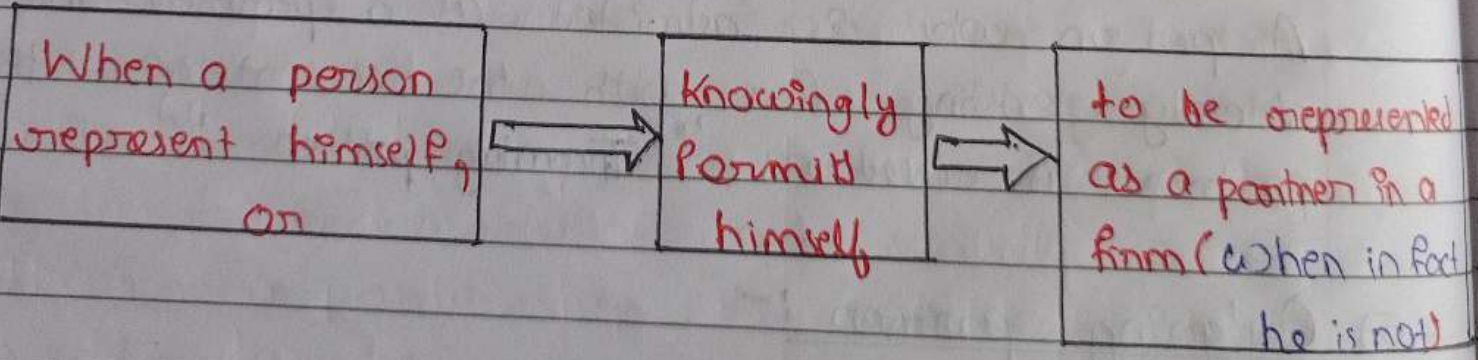 When a person
represent himself,
or
Knowingly
Permits
himself,
to be represented
as a partner in a
firm (when in fact
he is not)